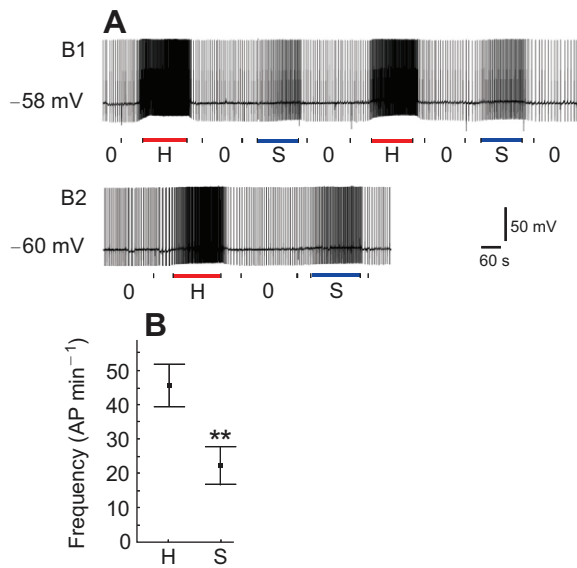 A
B1
–58 mV
0 H 0 S 0 H 0 S 0
B2
–60 mV
50 mV
60 s
0 H 0 S
B
Frequency (AP min⁻¹)
50
40
30
20
10
0
**
H S